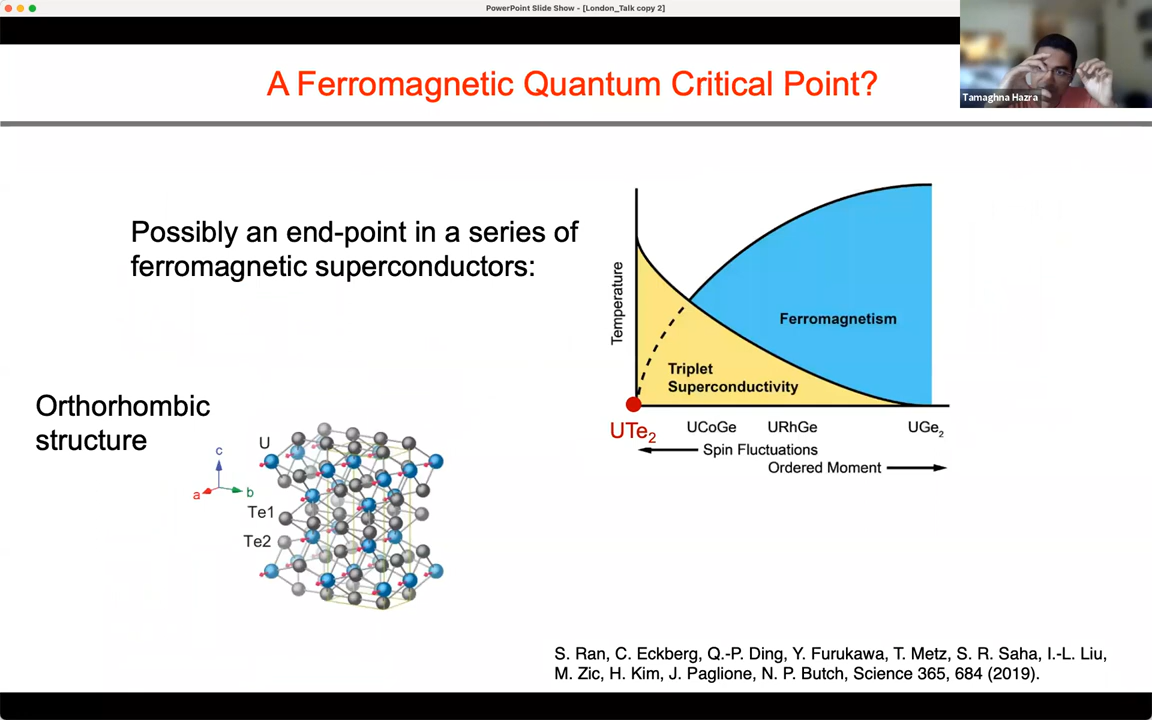 PowerPoint Slide Show - [London_Talk copy 2]
Tamaghna Hazra
A Ferromagnetic Quantum Critical Point?
Possibly an end-point in a series of
ferromagnetic superconductors:
Orthorhombic
structure
c
a
b
U
Te1
Te2
Temperature
Ferromagnetism
Triplet
Superconductivity
UTe₂
UCoGe
URhGe
UGe₂
Spin Fluctuations
Ordered Moment
S. Ran, C. Eckberg, Q.-P. Ding, Y. Furukawa, T. Metz, S. R. Saha, I.-L. Liu,
M. Zic, H. Kim, J. Paglione, N. P. Butch, Science 365, 684 (2019).